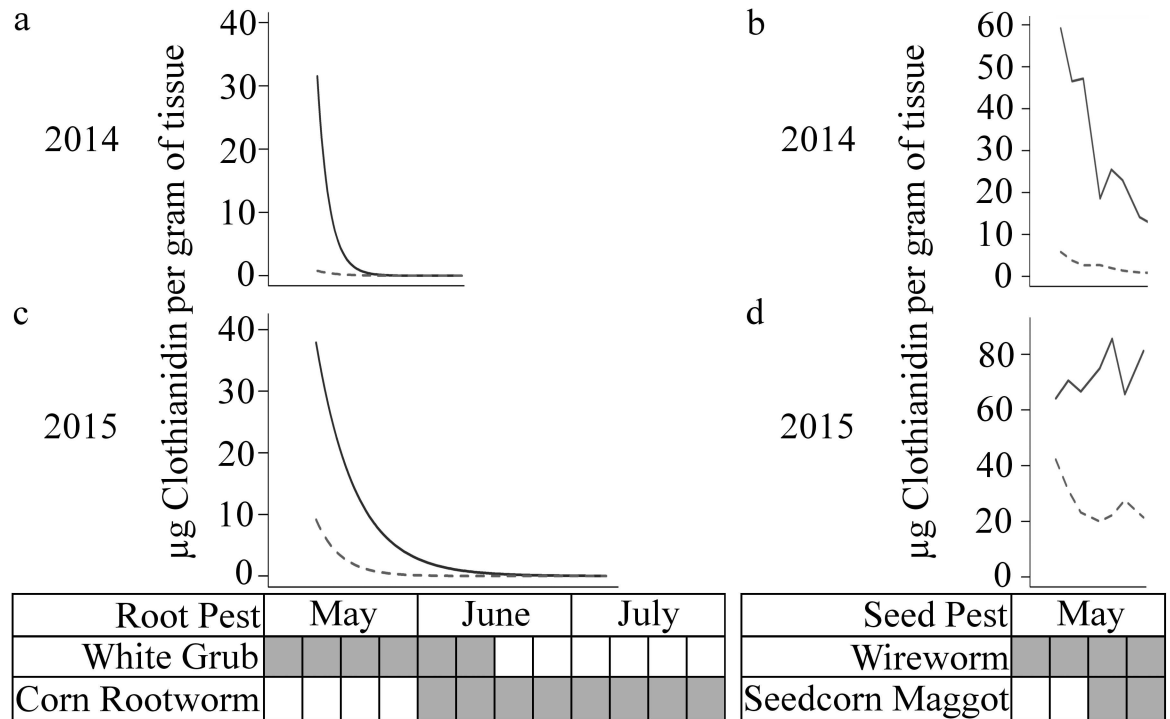 a
40
30
20
10
0
2014
µg Clothianidin per gram of tissue
b
60
50
40
30
20
10
0
2014
µg Clothianidin per gram of tissue
c
40
30
20
10
0
2015
d
80
60
40
20
0
2015
Root Pest May June July
White Grub
Corn Rootworm
Seed Pest May
Wireworm
Seedcorn Maggot